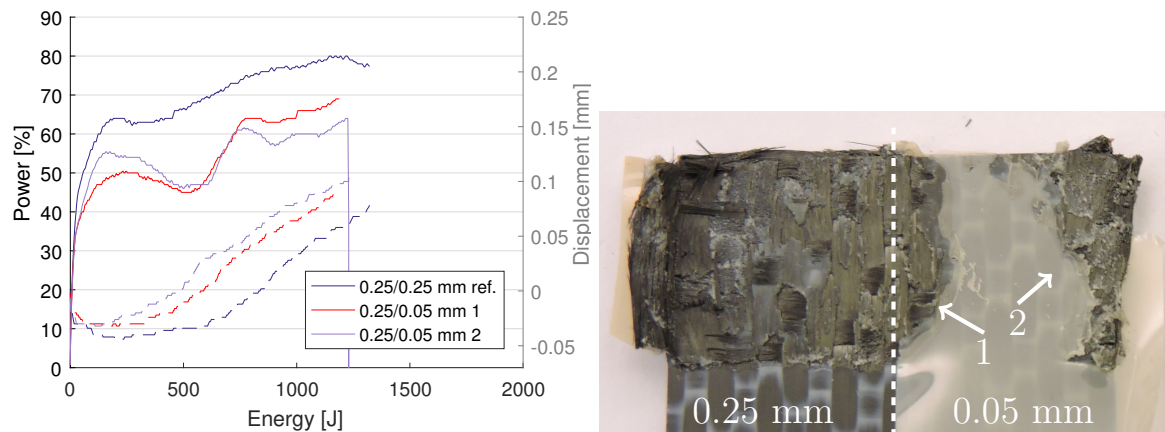 90
80
70
60
50
40
30
20
10
0
Power [%]
0 500 1000 1500 2000
Energy [J]
0.25
0.2
0.15
0.1
0.05
0
-0.05
Displacement [mm]
0.25/0.25 mm ref.
0.25/0.05 mm 1
0.25/0.05 mm 2
2
1
0.25 mm 0.05 mm